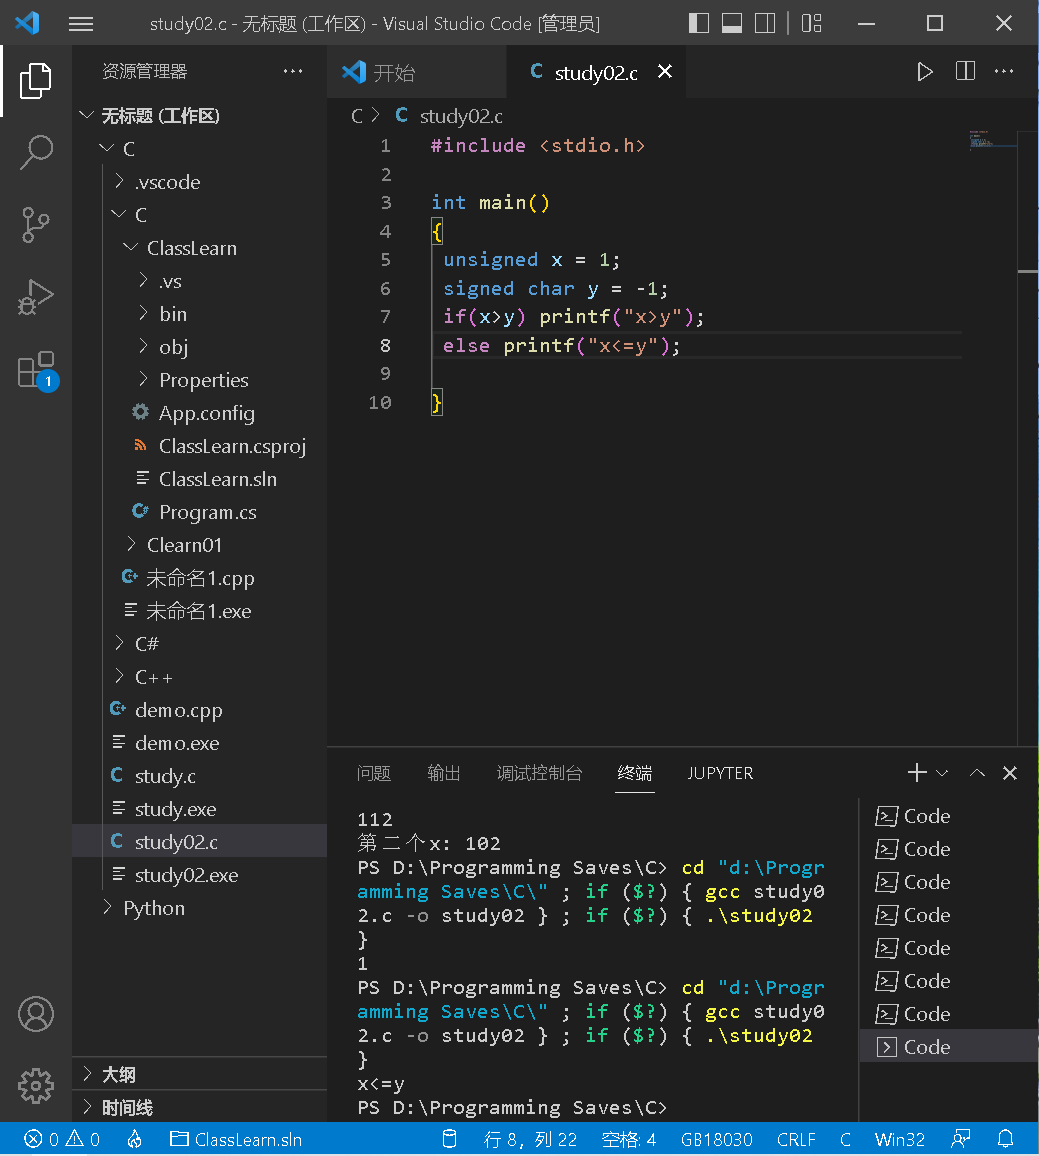 study02.c - 无标题 (工作区) - Visual Studio Code [管理员]
资源管理器
无标题 (工作区)
C
.vscode
C
ClassLearn
.vs
bin
obj
Properties
App.config
ClassLearn.csproj
ClassLearn.sln
Program.cs
Clearn01
未命名1.cpp
未命名1.exe
C#
C++
demo.cpp
demo.exe
study.c
study.exe
study02.c
study02.exe
Python
大纲
时间线
1
开始
C study02.c
C > C study02.c
1 #include <stdio.h>
2
3 int main()
4 {
5 unsigned x = 1;
6 signed char y = -1;
7 if(x>y) printf("x>y");
8 else printf("x<=y");
9
10 }
问题 输出 调试控制台 终端 JUPYTER
112
第二个x: 102
PS D:\Programming Saves\C> cd "d:\Progr
amming Saves\C\" ; if ($?) { gcc study0
2.c -o study02 } ; if ($?) { .\study02
}
1
PS D:\Programming Saves\C> cd "d:\Progr
amming Saves\C\" ; if ($?) { gcc study0
2.c -o study02 } ; if ($?) { .\study02
}
x<=y
PS D:\Programming Saves\C>
Code
Code
Code
Code
Code
Code
Code
Code
0 0 ClassLearn.sln 行 8，列 22 空格: 4 GB18030 CRLF C Win32